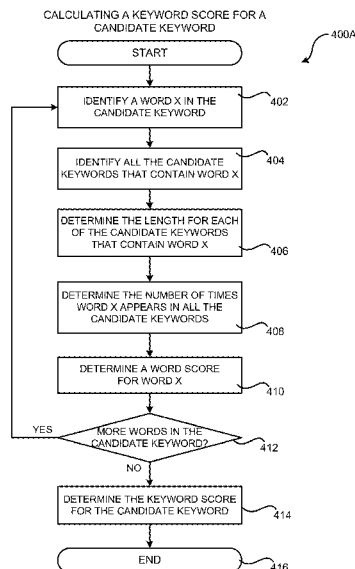 CALCULATING A KEYWORD SCORE FOR A
CANDIDATE KEYWORD
400A
START
IDENTIFY A WORD X IN THE
CANDIDATE KEYWORD
402
IDENTIFY ALL THE CANDIDATE
KEYWORDS THAT CONTAIN WORD X
404
DETERMINE THE LENGTH FOR EACH
OF THE CANDIDATE KEYWORDS
THAT CONTAIN WORD X
406
DETERMINE THE NUMBER OF TIMES
WORD X APPEARS IN ALL THE
CANDIDATE KEYWORDS
408
DETERMINE A WORD SCORE
FOR WORD X
410
YES
MORE WORDS IN THE
CANDIDATE KEYWORD?
412
NO
DETERMINE THE KEYWORD SCORE
FOR THE CANDIDATE KEYWORD
414
END
416